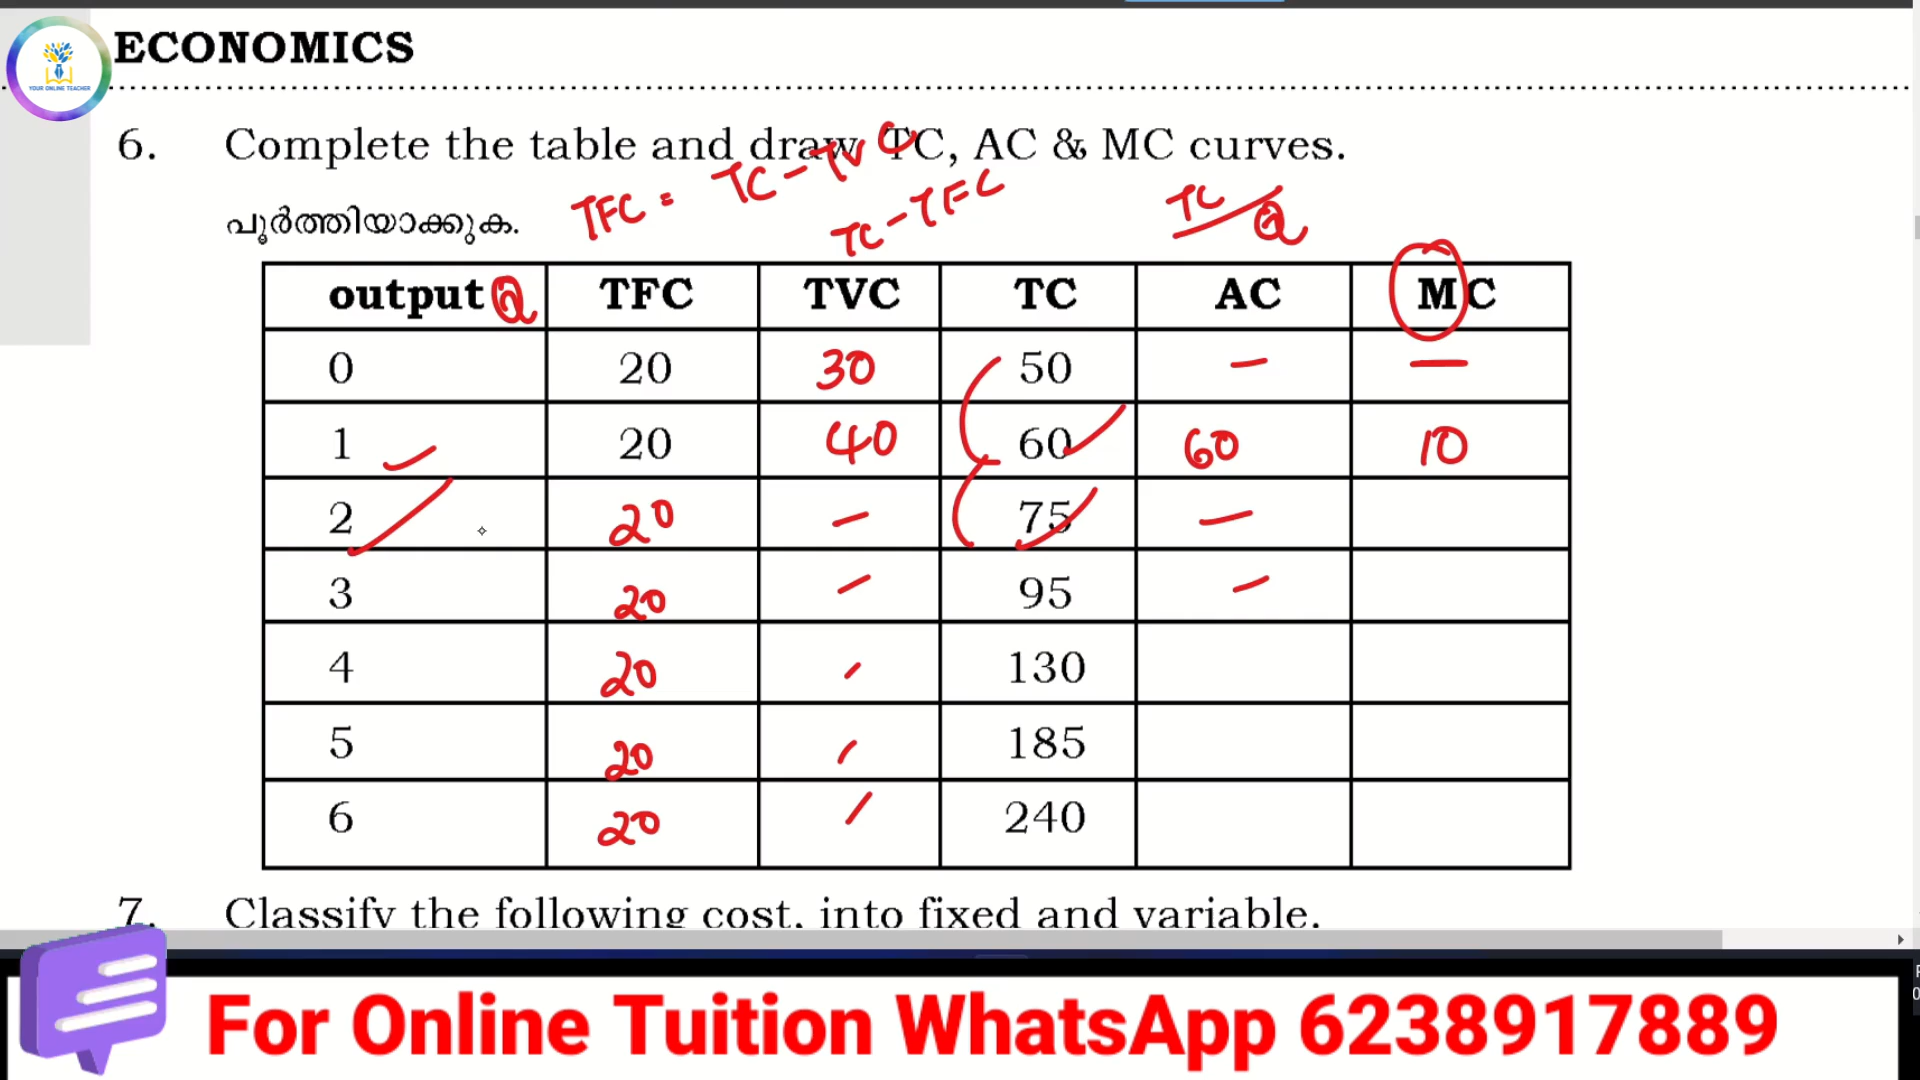 ECONOMICS
YOUR ONLINE TEACHER
6. Complete the table and draw TC, AC & MC curves.
TFC = TC - TVC
പൂർത്തിയാക്കുക.
TC - TFC
TC/Q
output Q TFC TVC TC AC MC
0 20 30 50 - -
1 20 40 60 60 10
2 20 - 75 -
3 20 - 95 -
4 20 130
5 20 185
6 20 240
7. Classify the following cost, into fixed and variable.
For Online Tuition WhatsApp 6238917889